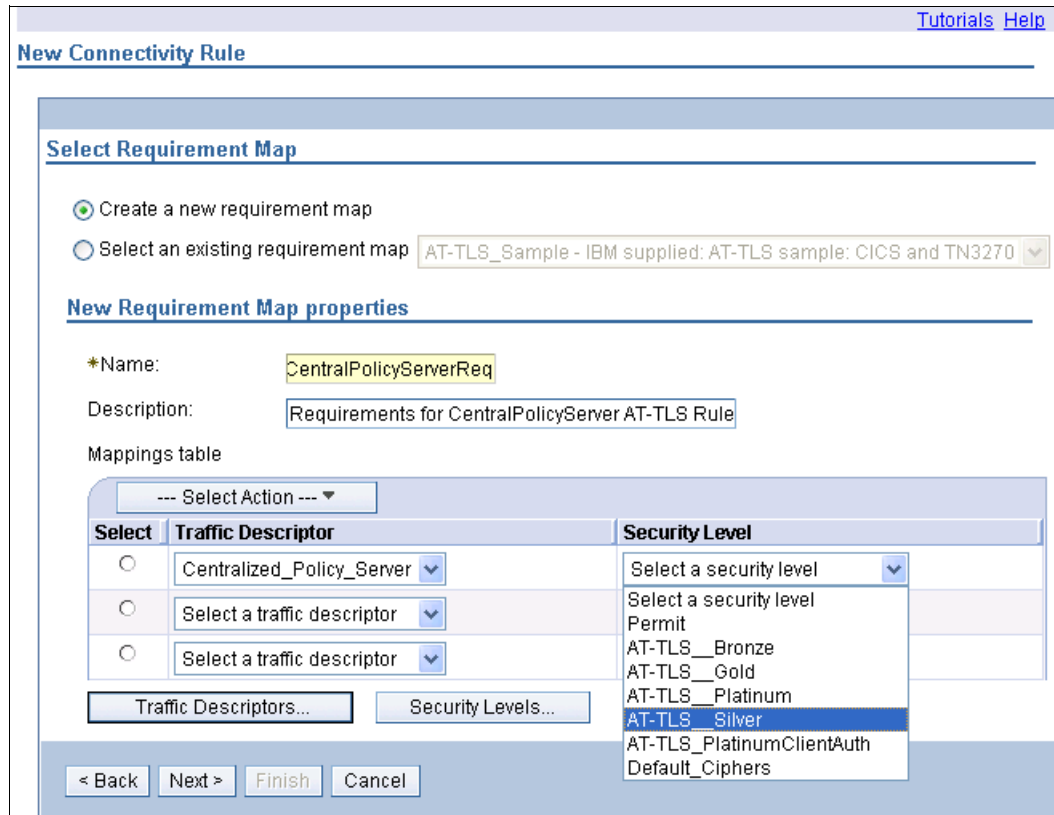 Tutorials Help
New Connectivity Rule
Select Requirement Map
Create a new requirement map
Select an existing requirement map AT-TLS_Sample - IBM supplied: AT-TLS sample: CICS and TN3270
New Requirement Map properties
*Name: CentralPolicyServerReq
Description: Requirements for CentralPolicyServer AT-TLS Rule
Mappings table
--- Select Action ---
Select Traffic Descriptor Security Level
Centralized_Policy_Server Select a security level
Select a traffic descriptor
Select a traffic descriptor
Select a security level
Permit
AT-TLS__Bronze
AT-TLS__Gold
AT-TLS__Platinum
AT-TLS__Silver
AT-TLS_PlatinumClientAuth
Default_Ciphers
Traffic Descriptors... Security Levels...
< Back Next > Finish Cancel